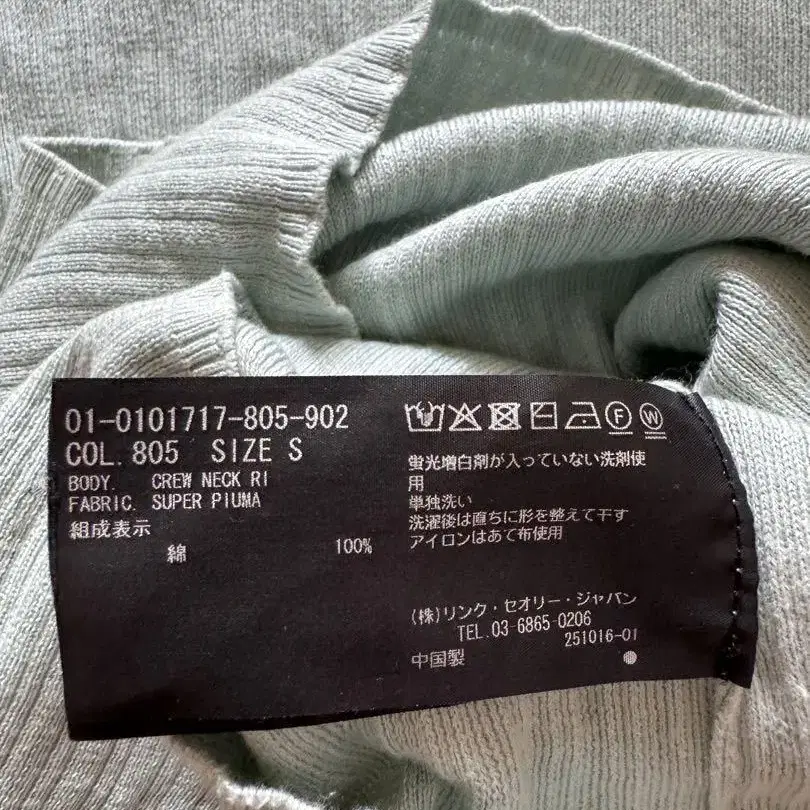 01-0101717-805-902
COL. 805 SIZE S
BODY. CREW NECK RI
FABRIC. SUPER PIUMA
組成表示
綿 100%
F W
蛍光増白剤が入っていない洗剤使
用
単独洗い
洗濯後は直ちに形を整えて干す
アイロンはあて布使用
(株)リンク・セオリー・ジャパン
TEL.03-6865-0206
251016-01
中国製